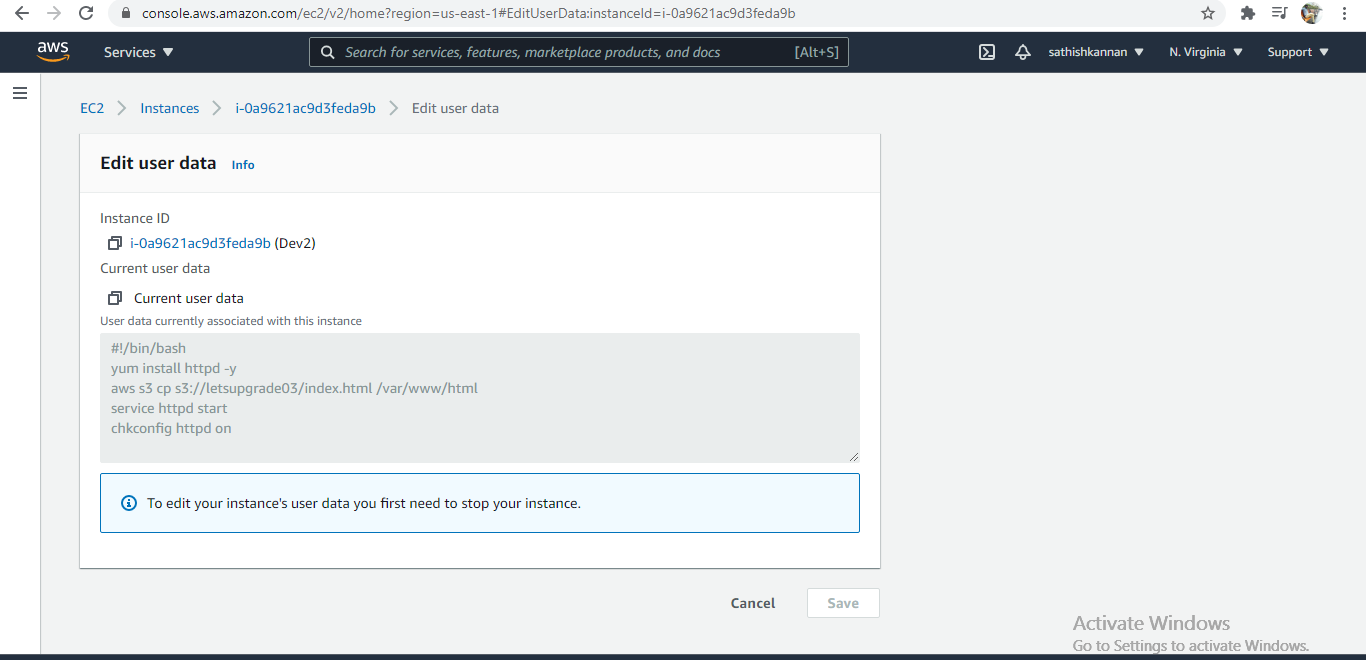 console.aws.amazon.com/ec2/v2/home?region=us-east-1#EditUserData:instanceId=i-0a9621ac9d3feda9b
aws
Services
Search for services, features, marketplace products, and docs
[Alt+S]
sathishkannan
N. Virginia
Support
EC2
Instances
i-0a9621ac9d3feda9b
Edit user data
Edit user data
Info
Instance ID
i-0a9621ac9d3feda9b (Dev2)
Current user data
Current user data
User data currently associated with this instance
#!/bin/bash
yum install httpd -y
aws s3 cp s3://letsupgrade03/index.html /var/www/html
service httpd start
chkconfig httpd on
To edit your instance's user data you first need to stop your instance.
Cancel
Save
Activate Windows
Go to Settings to activate Windows.